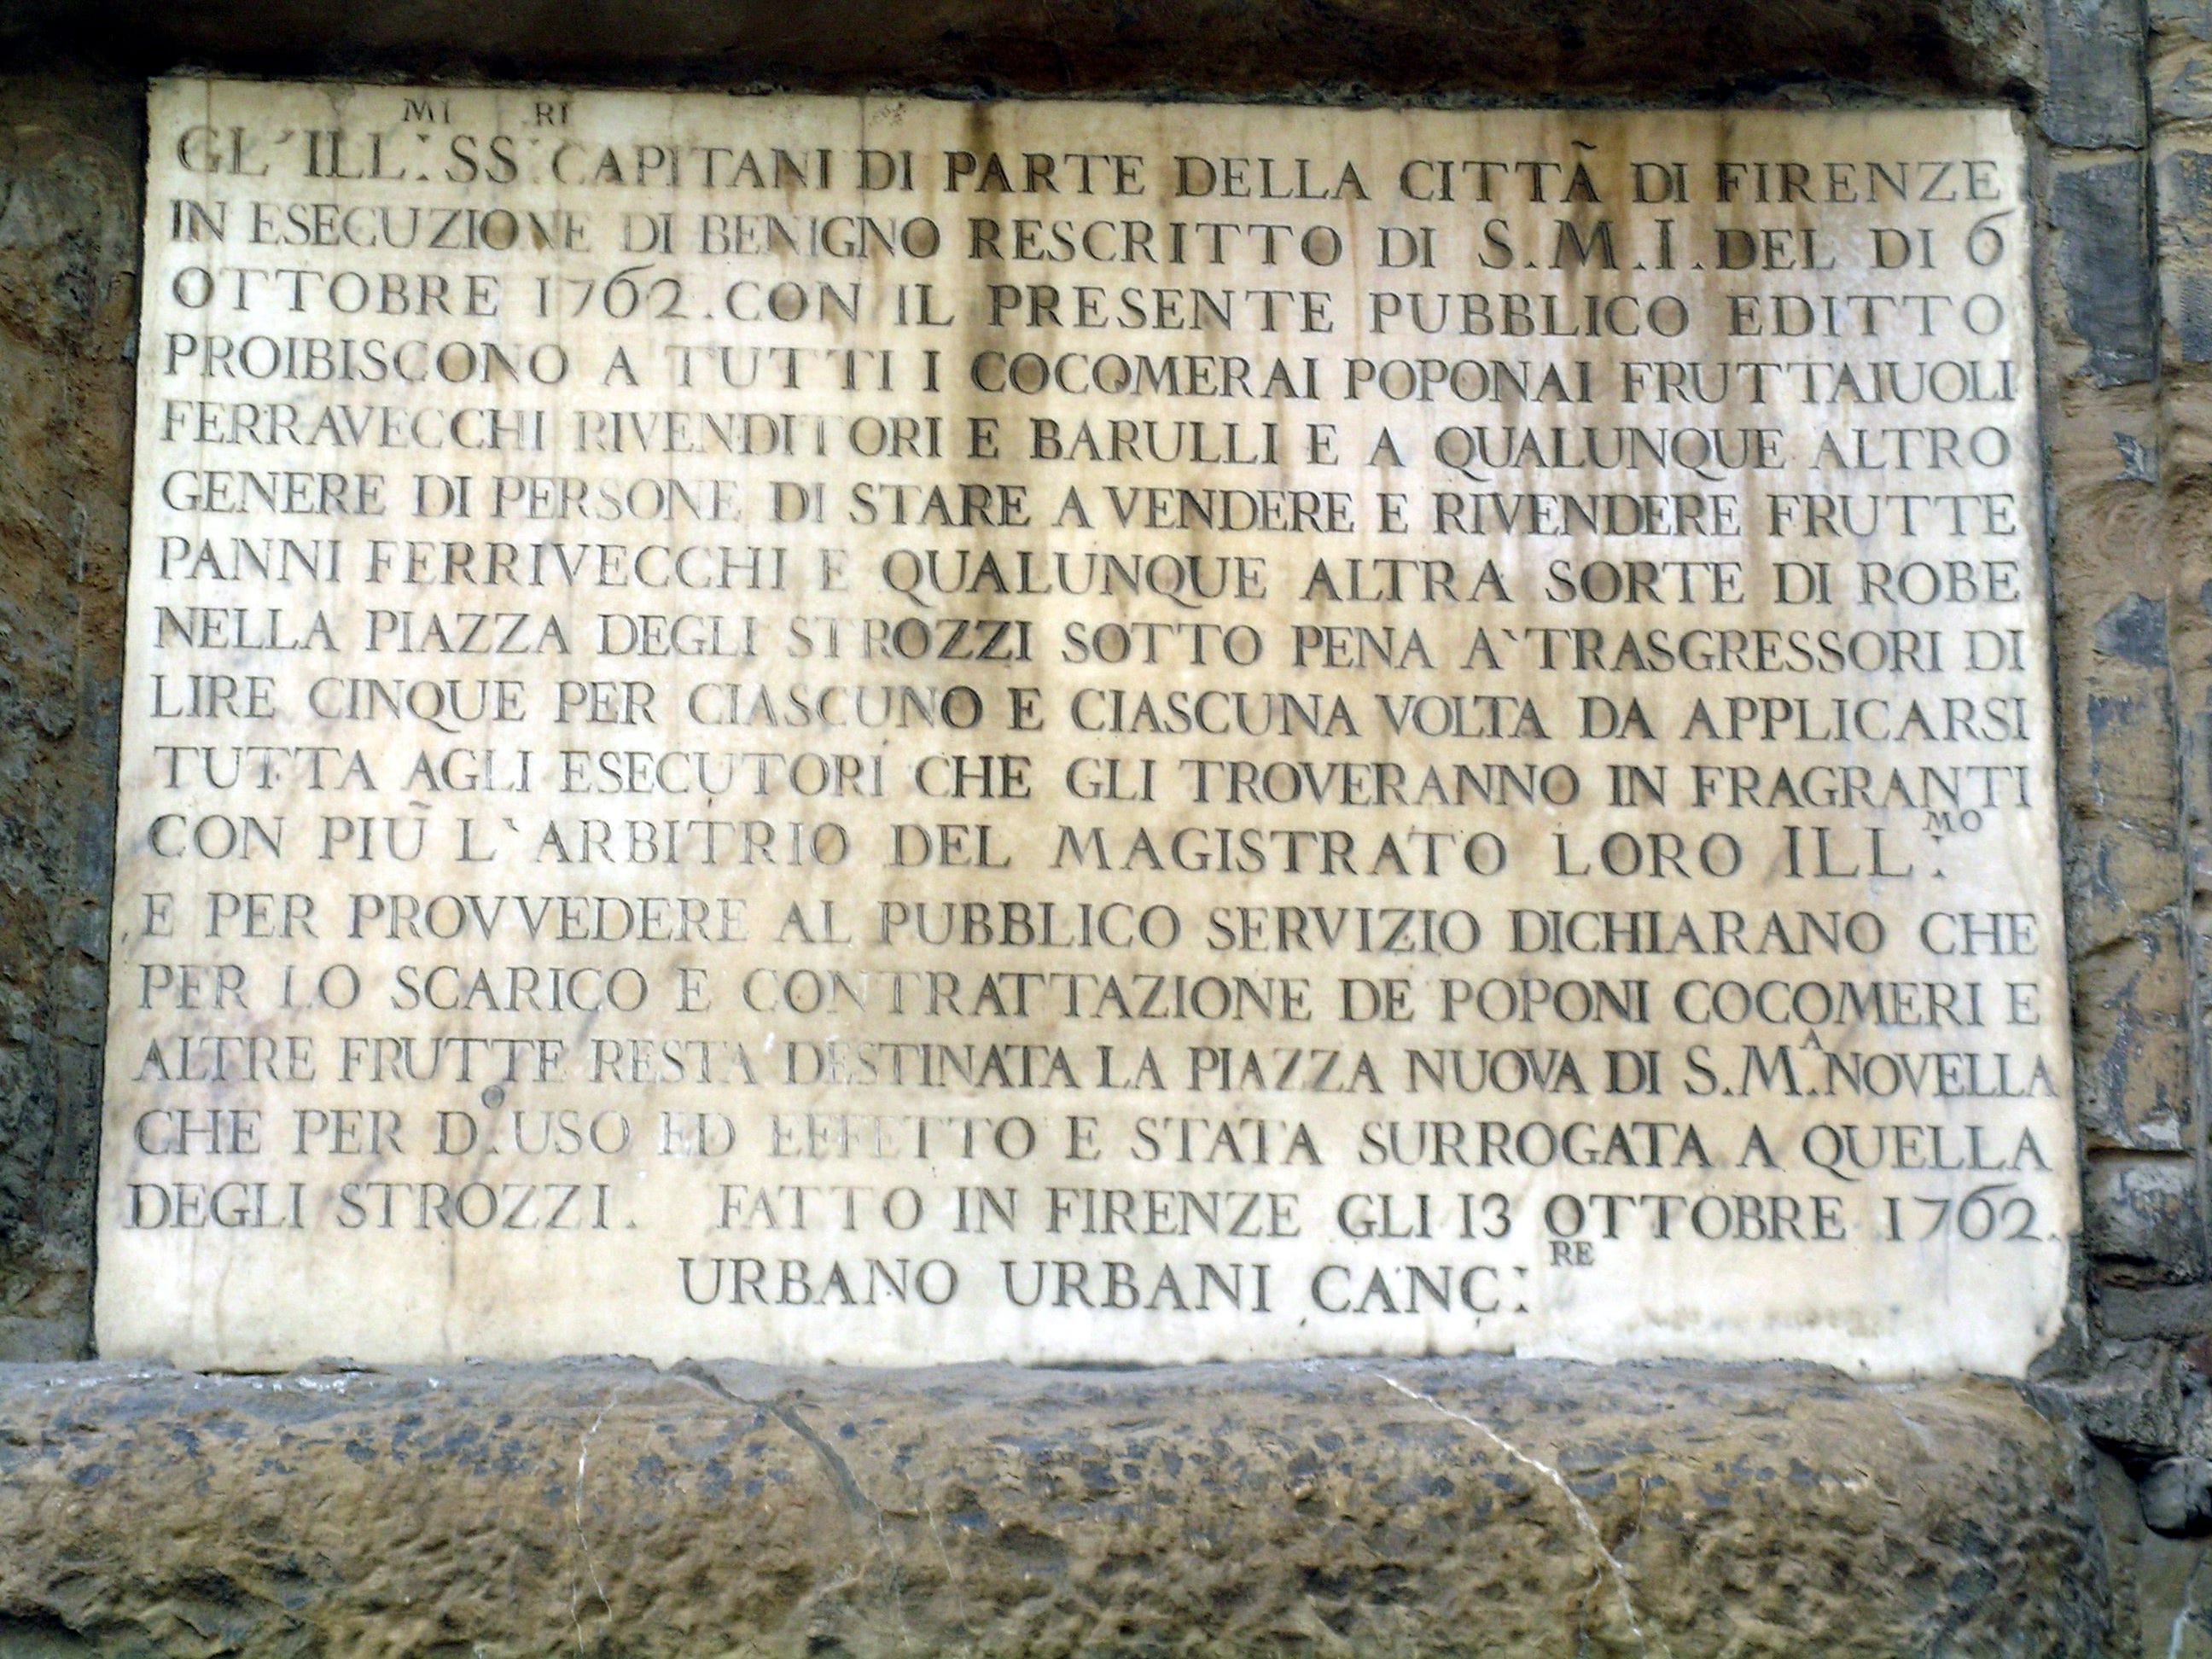 GL'ILL:MI SS:RI CAPITANI DI PARTE DELLA CITTÃ DI FIRENZE
IN ESECUZIONE DI BENIGNO RESCRITTO DI S.M.I. DEL DI 6
OTTOBRE 1762. CON IL PRESENTE PUBBLICO EDITTO
PROIBISCONO A TUTTI I COCOMERAI POPONAI FRUTTAIUOLI
FERRAVECCHI RIVENDITORI E BARULLI E A QUALUNQUE ALTRO
GENERE DI PERSONE DI STARE A VENDERE E RIVENDERE FRUTTE
PANNI FERRIVECCHI E QUALUNQUE ALTRA SORTE DI ROBE
NELLA PIAZZA DEGLI STROZZI SOTTO PENA A` TRASGRESSORI DI
LIRE CINQUE PER CIASCUNO E CIASCUNA VOLTA DA APPLICARSI
TUTTA AGLI ESECUTORI CHE GLI TROVERANNO IN FRAGRANTI
CON PIŨ L`ARBITRIO DEL MAGISTRATO LORO ILL:MO
E PER PROVVEDERE AL PUBBLICO SERVIZIO DICHIARANO CHE
PER LO SCARICO E CONTRATTAZIONE DE POPONI COCOMERI E
ALTRE FRUTTE RESTA DESTINATA LA PIAZZA NUOVA DI S.M.A NOVELLA
CHE PER D.O USO ED EFFETTO E STATA SURROGATA A QUELLA
DEGLI STROZZI. FATTO IN FIRENZE GLI 13 OTTOBRE 1762.
URBANO URBANI CANC:RE